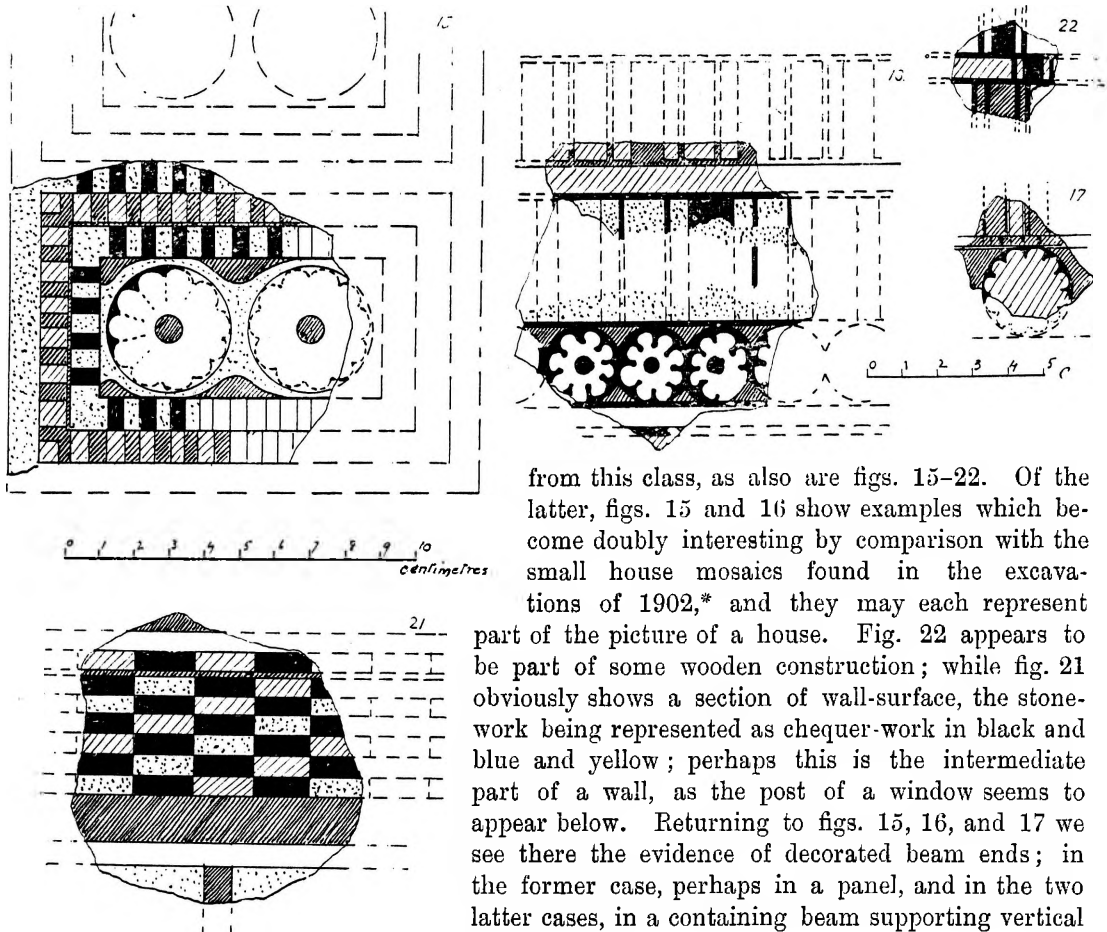 15
15.
22
17
0 1 2 3 4 5 C
0 1 2 3 4 5 6 7 8 9 10
centimetres
21
from this class, as also are figs. 15-22. Of the
latter, figs. 15 and 16 show examples which be-
come doubly interesting by comparison with the
small house mosaics found in the excava-
tions of 1902,* and they may each represent
part of the picture of a house. Fig. 22 appears to
be part of some wooden construction; while fig. 21
obviously shows a section of wall-surface, the stone-
work being represented as chequer-work in black and
blue and yellow; perhaps this is the intermediate
part of a wall, as the post of a window seems to
appear below. Returning to figs. 15, 16, and 17 we
see there the evidence of decorated beam ends; in
the former case, perhaps in a panel, and in the two
latter cases, in a containing beam supporting vertical